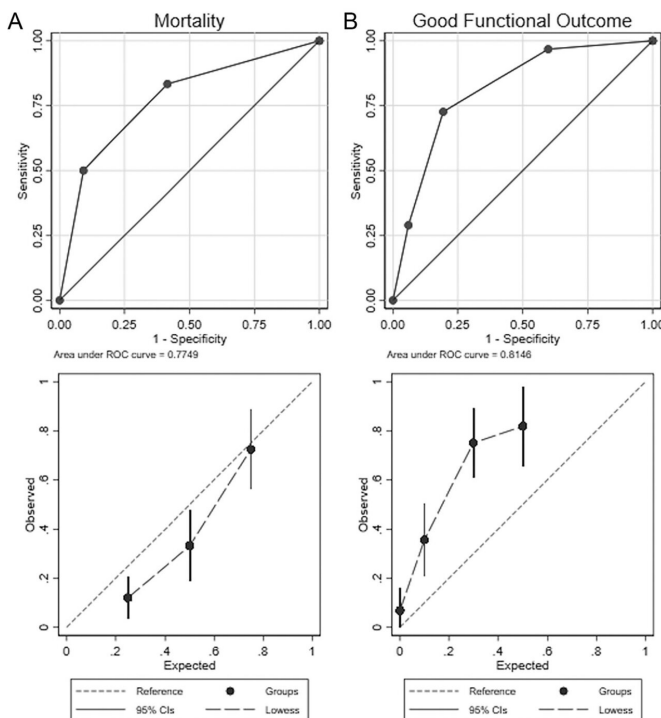 A
Mortality
B
Good Functional Outcome
Sensitivity
1.00
0.75
0.50
0.25
0.00
0.00 0.25 0.50 0.75 1.00
1 - Specificity
Area under ROC curve = 0.7749
Sensitivity
1.00
0.75
0.50
0.25
0.00
0.00 0.25 0.50 0.75 1.00
1 - Specificity
Area under ROC curve = 0.8146
Observed
1
.8
.6
.4
.2
0
0 .2 .4 .6 .8 1
Expected
Reference Groups
95% CIs Lowess
Observed
1
.8
.6
.4
.2
0
0 .2 .4 .6 .8 1
Expected
Reference Groups
95% CIs Lowess